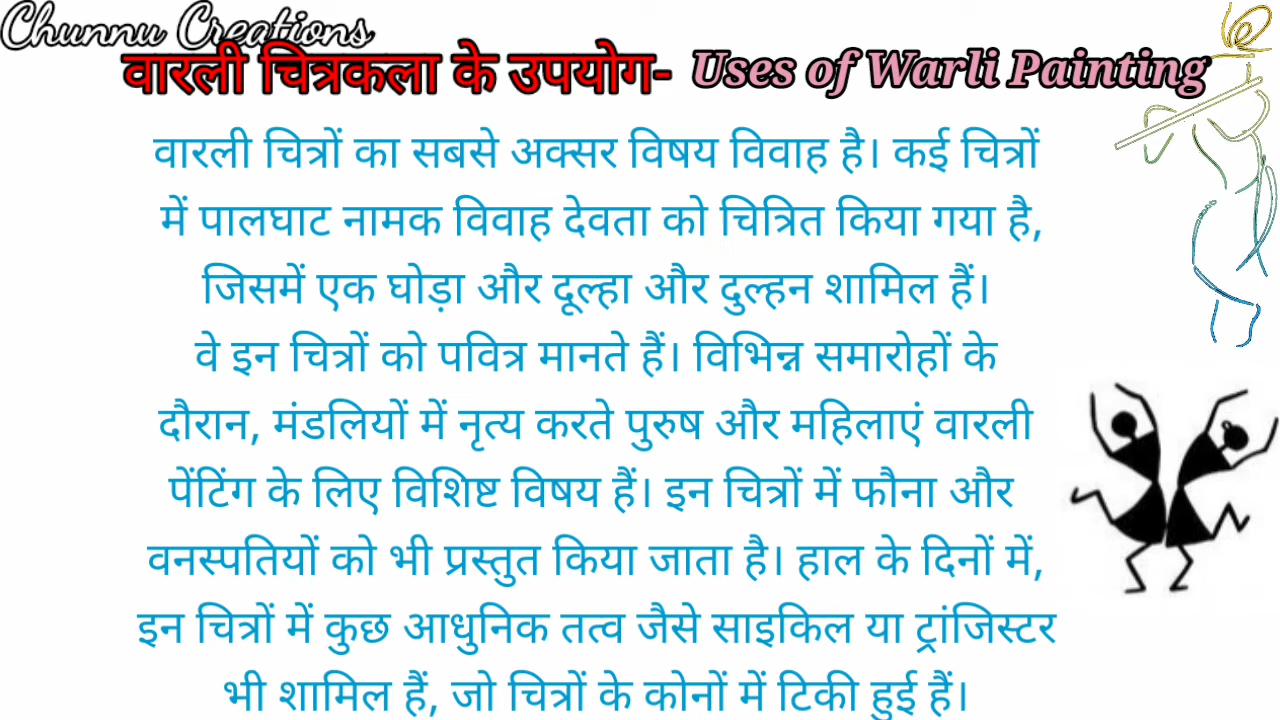 Chunnu Creations
वारली चित्रकला के उपयोग- Uses of Warli Painting
वारली चित्रों का सबसे अक्सर विषय विवाह है। कई चित्रों
में पालघाट नामक विवाह देवता को चित्रित किया गया है,
जिसमें एक घोड़ा और दूल्हा और दुल्हन शामिल हैं।
वे इन चित्रों को पवित्र मानते हैं। विभिन्न समारोहों के
दौरान, मंडलियों में नृत्य करते पुरुष और महिलाएं वारली
पेंटिंग के लिए विशिष्ट विषय हैं। इन चित्रों में फौना और
वनस्पतियों को भी प्रस्तुत किया जाता है। हाल के दिनों में,
इन चित्रों में कुछ आधुनिक तत्व जैसे साइकिल या ट्रांजिस्टर
भी शामिल हैं, जो चित्रों के कोनों में टिकी हुई हैं।